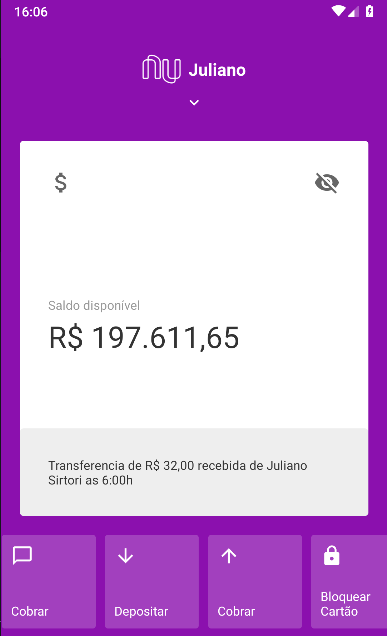 16:06
nu Juliano
$
Saldo disponível
R$ 197.611,65
Transferencia de R$ 32,00 recebida de Juliano
Sirtori as 6:00h
Cobrar
Depositar
Cobrar
Bloquear
Cartão